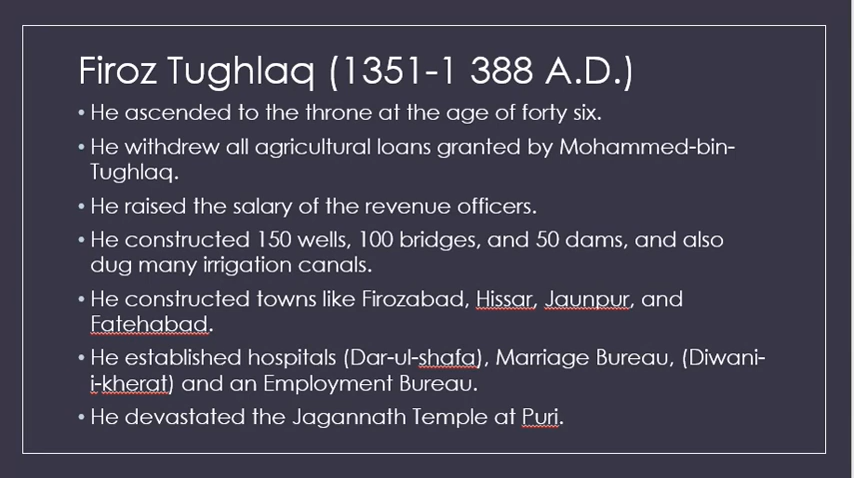 Firoz Tughlaq (1351-1 388 A.D.)
• He ascended to the throne at the age of forty six.
• He withdrew all agricultural loans granted by Mohammed-bin-
Tughlaq.
• He raised the salary of the revenue officers.
• He constructed 150 wells, 100 bridges, and 50 dams, and also
dug many irrigation canals.
• He constructed towns like Firozabad, Hissar, Jaunpur, and
Fatehabad.
• He established hospitals (Dar-ul-shafa), Marriage Bureau, (Diwani-
i-kherat) and an Employment Bureau.
• He devastated the Jagannath Temple at Puri.